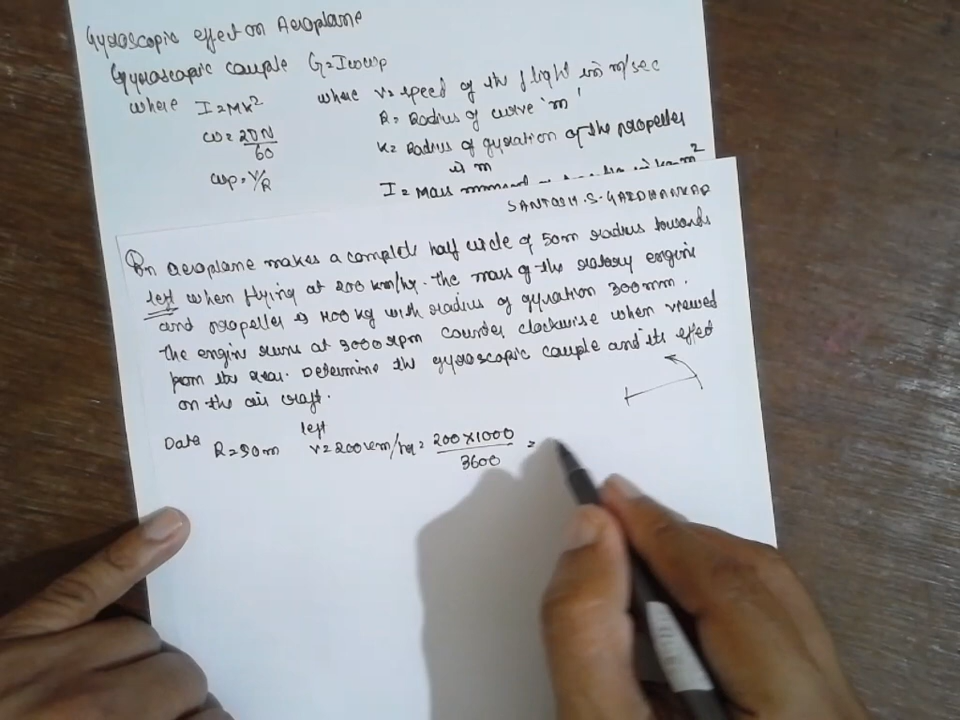 Gyroscopic effect on Aeroplane
Gyroscopic couple G=Iωωp
where I=MK²
where V=speed of the flight in m/sec
ω=2πN/60
R= Radius of curve 'm'
K= Radius of gyration of the propeller
is m
ωp=V/R
I= Mass
SANTOSH.S.GARDHANKAR
An aeroplane makes a complete half circle of 50m radius towards
left when flying at 200 km/hr. the mass of the rotary engine
and propeller is 400 kg with radius of gyration 300mm.
the engine runs at 3000 rpm counter clockwise when viewed
from the rear. Determine the gyroscopic couple and its effect
on the air craft.
left
Data R=50m V=200km/hr= 200×1000/3600 =